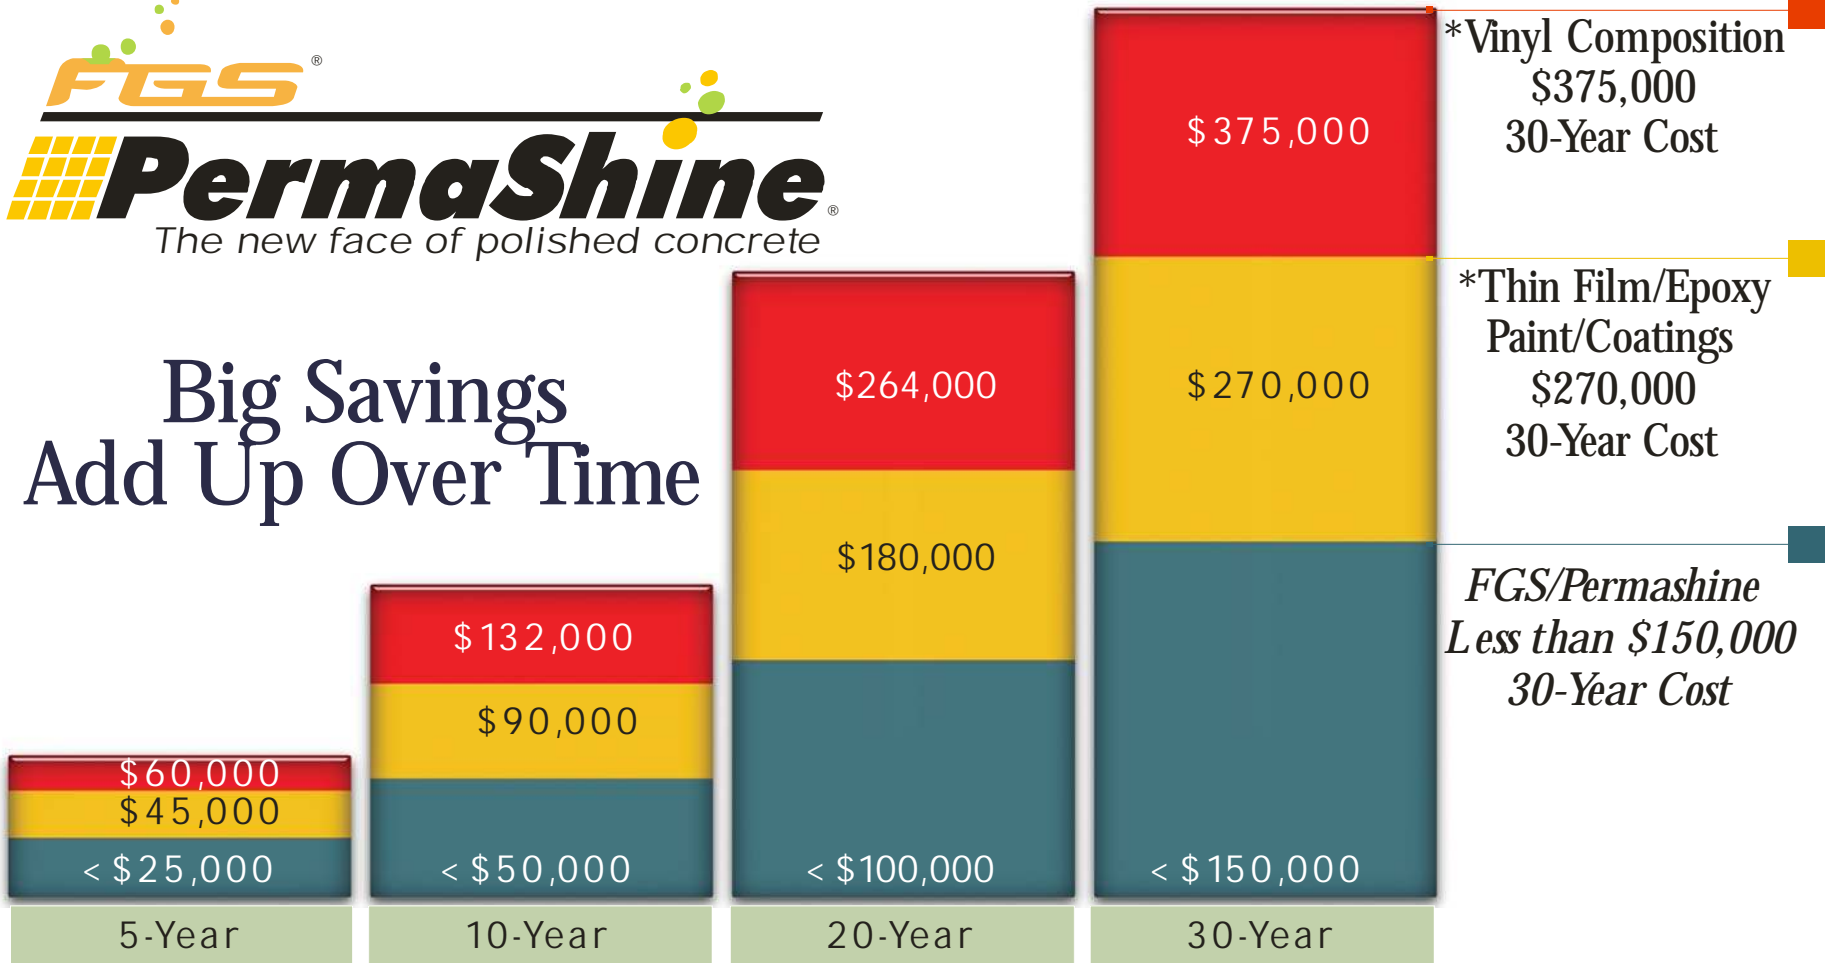 FGS®
PermaShine®
The new face of polished concrete
Big Savings
Add Up Over Time
$60,000
$45,000
< $25,000
5-Year
$132,000
$90,000
< $50,000
10-Year
$264,000
$180,000
< $100,000
20-Year
$375,000
$270,000
< $150,000
30-Year
*Vinyl Composition
$375,000
30-Year Cost
*Thin Film/Epoxy
Paint/Coatings
$270,000
30-Year Cost
FGS/Permashine
Less than $150,000
30-Year Cost